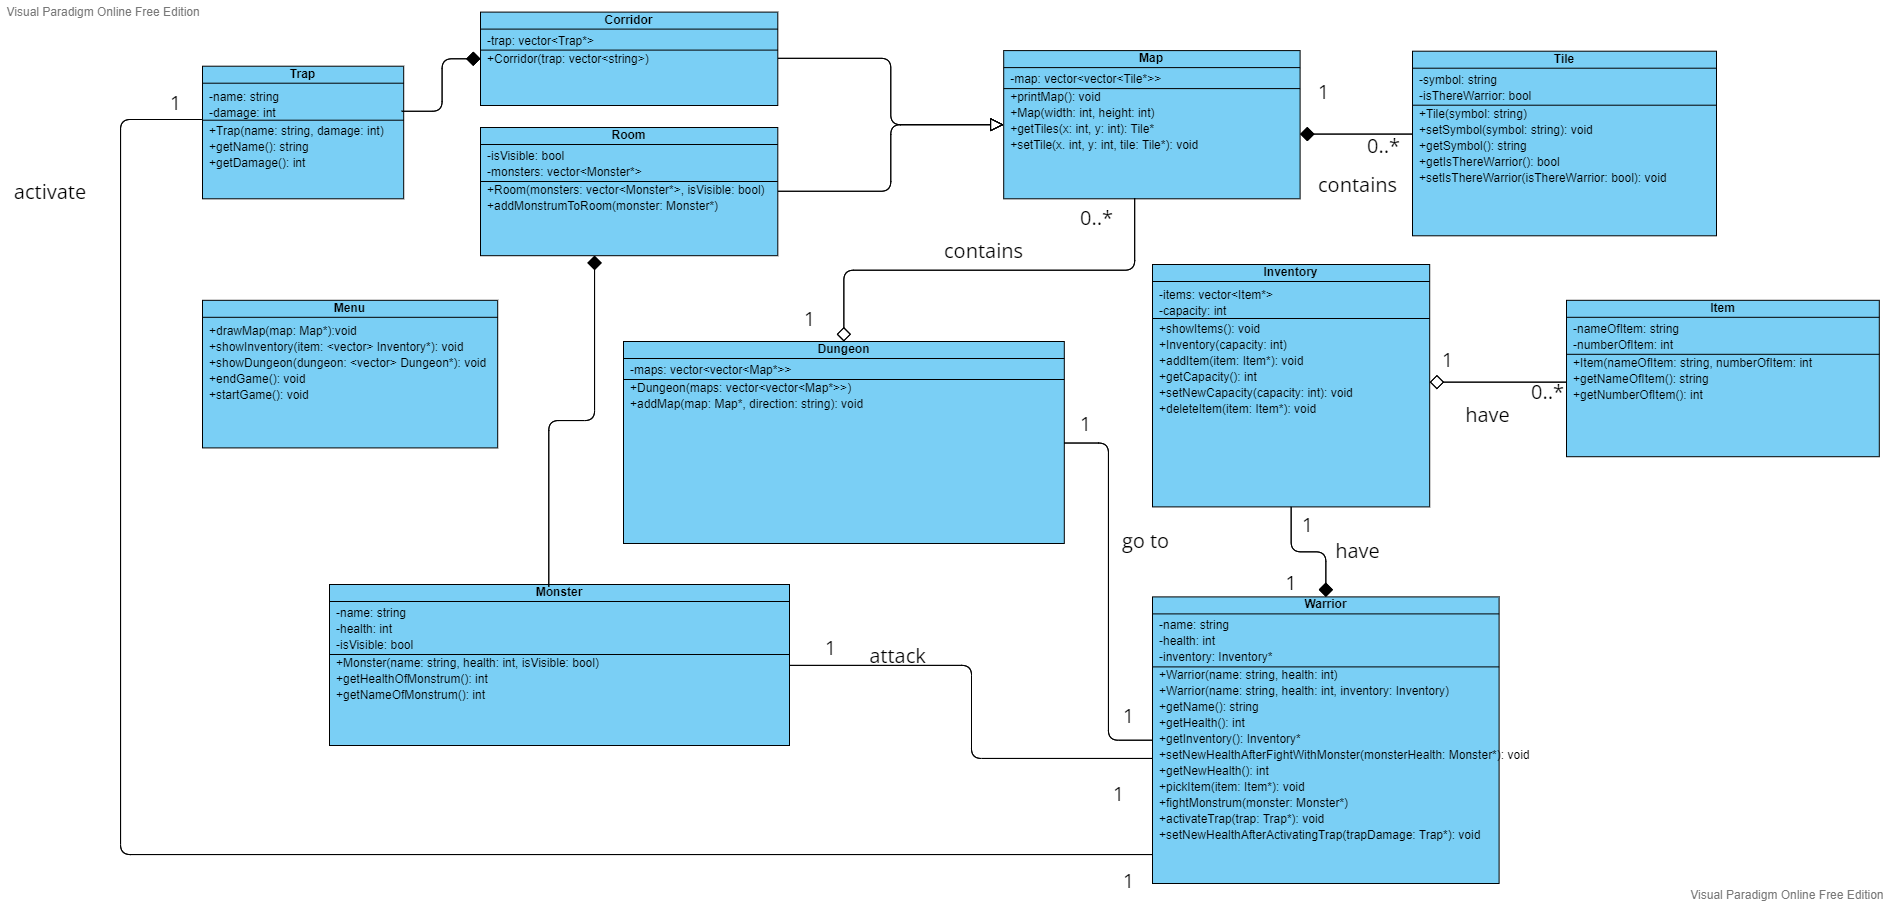 Visual Paradigm Online Free Edition
Corridor
-trap: vector<Trap*>
+Corridor(trap: vector<string>)
Trap
-name: string
-damage: int
+Trap(name: string, damage: int)
+getName(): string
+getDamage(): int
1
activate
Room
-isVisible: bool
-monsters: vector<Monster*>
+Room(monsters: vector<Monster*>, isVisible: bool)
+addMonstrumToRoom(monster: Monster*)
Map
-map: vector<vector<Tile*>>
+printMap(): void
+Map(width: int, height: int)
+getTiles(x: int, y: int): Tile*
+setTile(x. int, y: int, tile: Tile*): void
1
0..*
contains
Tile
-symbol: string
-isThereWarrior: bool
+Tile(symbol: string)
+setSymbol(symbol: string): void
+getSymbol(): string
+getIsThereWarrior(): bool
+setIsThereWarrior(isThereWarrior: bool): void
0..*
contains
1
Menu
+drawMap(map: Map*):void
+showInventory(item: <vector> Inventory*): void
+showDungeon(dungeon: <vector> Dungeon*): void
+endGame(): void
+startGame(): void
Dungeon
-maps: vector<vector<Map*>>
+Dungeon(maps: vector<vector<Map*>>)
+addMap(map: Map*, direction: string): void
1
go to
1
Inventory
-items: vector<Item*>
-capacity: int
+showItems(): void
+Inventory(capacity: int)
+addItem(item: Item*): void
+getCapacity(): int
+setNewCapacity(capacity: int): void
+deleteItem(item: Item*): void
1
0..*
have
Item
-nameOfItem: string
-numberOfItem: int
+Item(nameOfItem: string, numberOfItem: int
+getNameOfItem(): string
+getNumberOfItem(): int
1
have
1
Monster
-name: string
-health: int
-isVisible: bool
+Monster(name: string, health: int, isVisible: bool)
+getHealthOfMonstrum(): int
+getNameOfMonstrum(): int
1
attack
1
Warrior
-name: string
-health: int
-inventory: Inventory*
+Warrior(name: string, health: int)
+Warrior(name: string, health: int, inventory: Inventory)
+getName(): string
+getHealth(): int
+getInventory(): Inventory*
+setNewHealthAfterFightWithMonster(monsterHealth: Monster*): void
+getNewHealth(): int
+pickItem(item: Item*): void
+fightMonstrum(monster: Monster*)
+activateTrap(trap: Trap*): void
+setNewHealthAfterActivatingTrap(trapDamage: Trap*): void
1
Visual Paradigm Online Free Edition